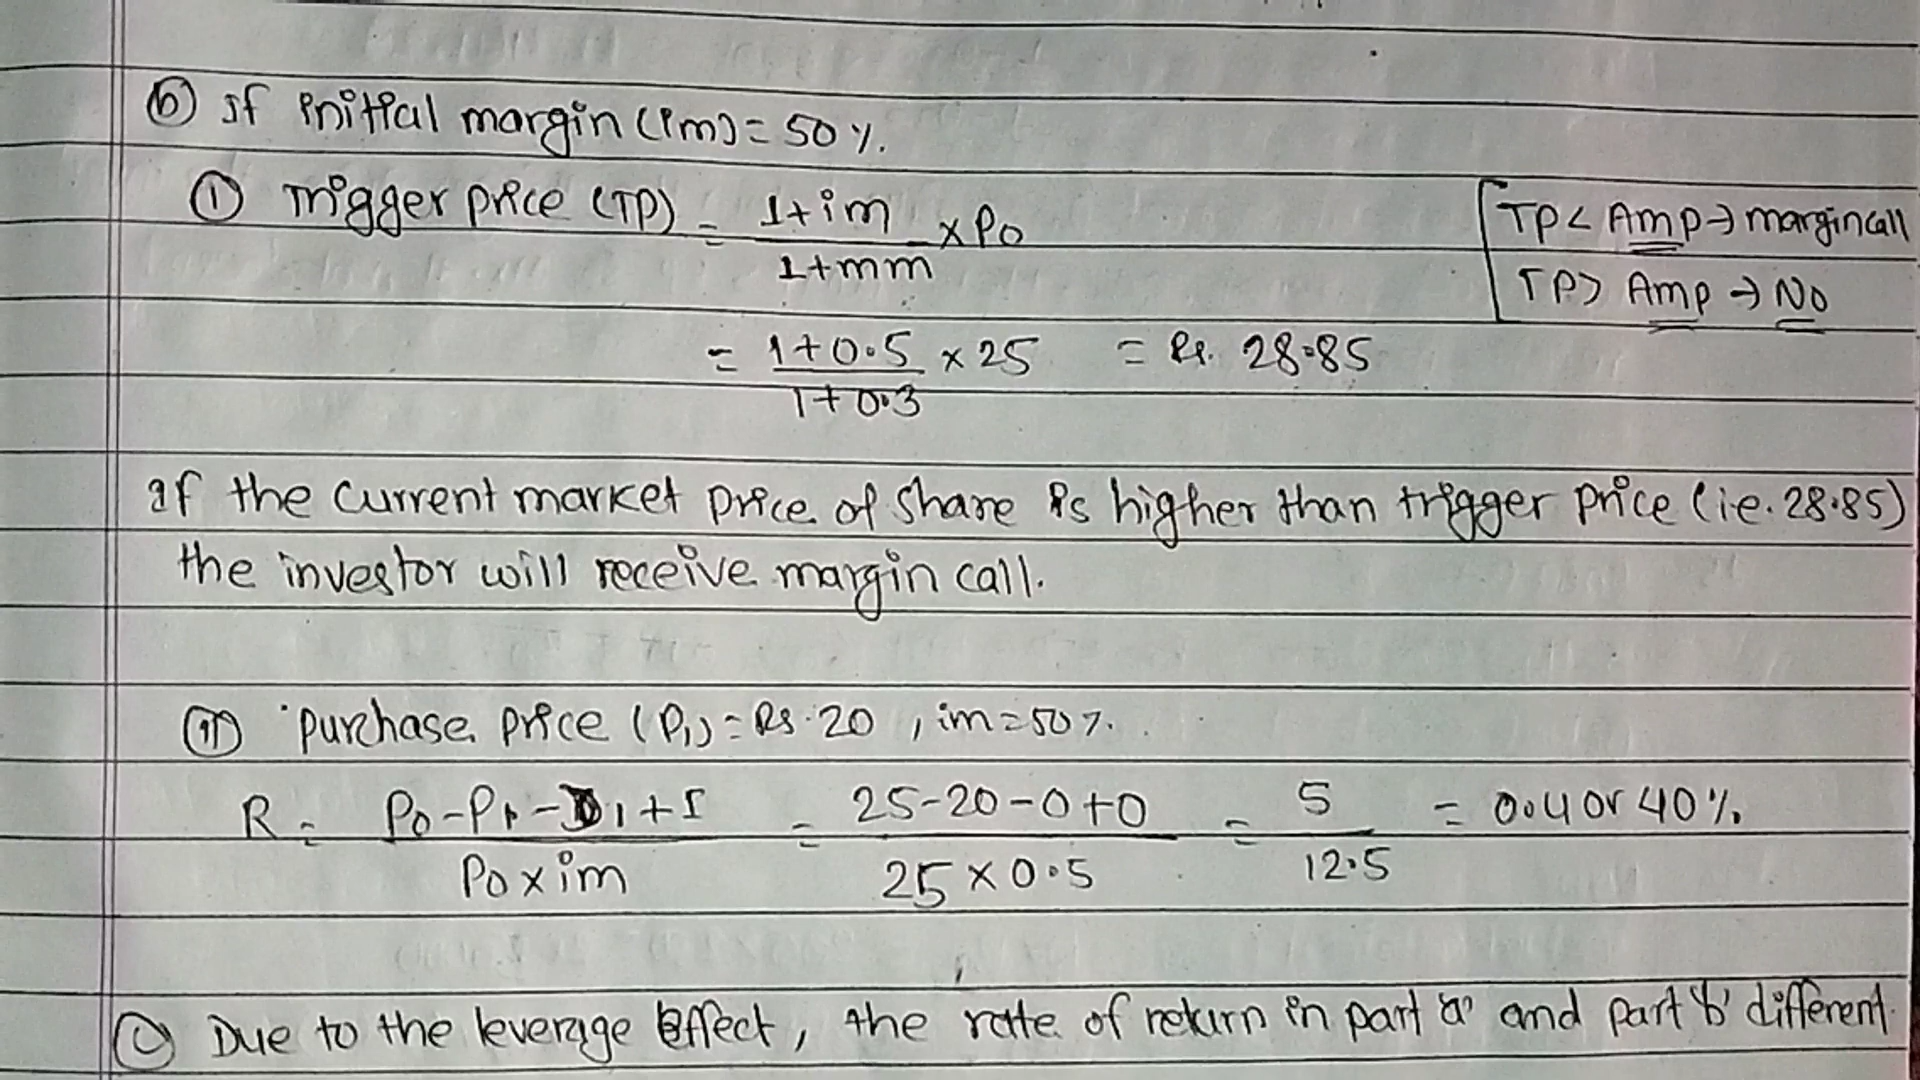 (b) If initial margin (im) = 50%.
(i) Trigger price (TP) = (1+im)/(1+mm) × P0
TP < Amp → margin call
TP > Amp → No
= (1+0.5)/(1+0.3) × 25 = Rs. 28.85
If the current market price of share is higher than trigger price (i.e. 28.85)
the investor will receive margin call.
(ii) purchase price (P1) = Rs. 20, im = 50%.
R = (P0-P1-D1+I)/(P0×im) = (25-20-0+0)/(25×0.5) = 5/12.5 = 0.4 or 40%
(c) Due to the leverage effect, the rate of return in part 'a' and part 'b' different.